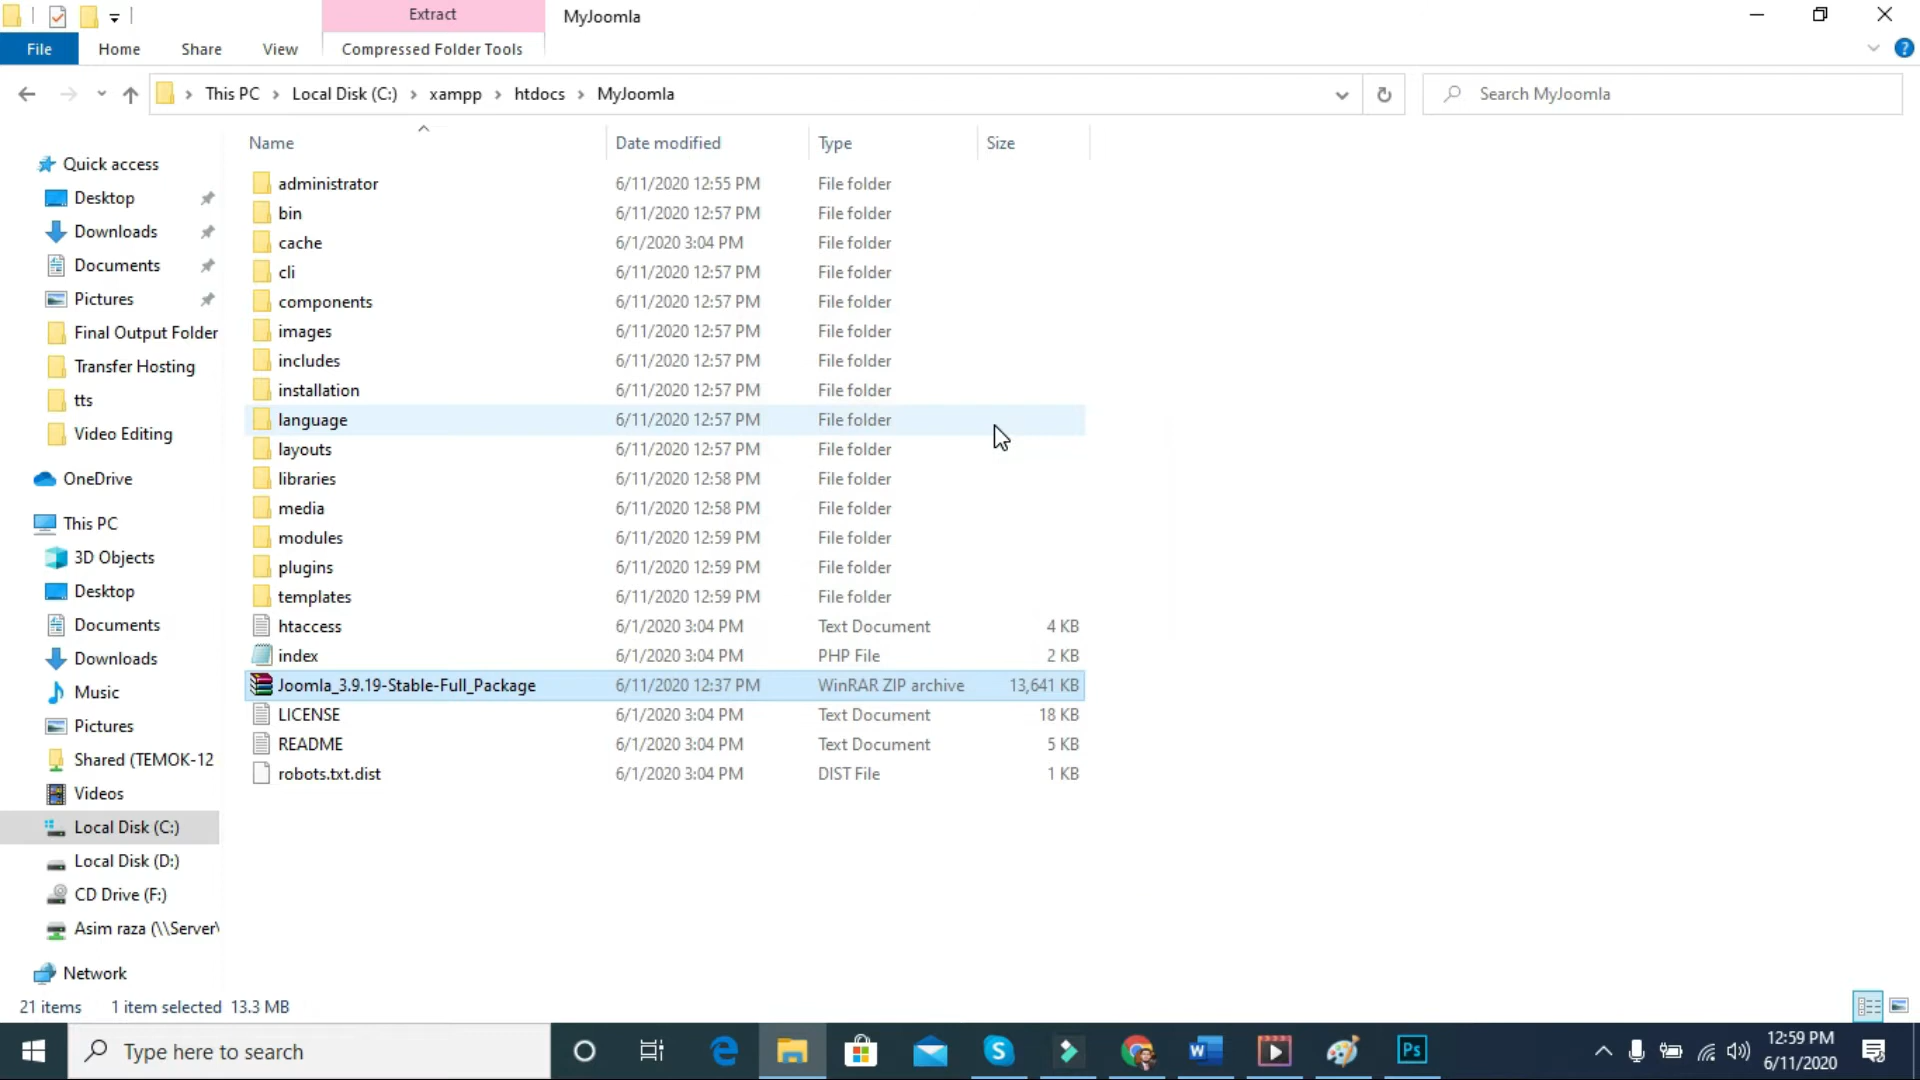 Extract
MyJoomla
File
Home
Share
View
Compressed Folder Tools
This PC
Local Disk (C:)
xampp
htdocs
MyJoomla
Search MyJoomla
Name
Date modified
Type
Size
Quick access
Desktop
Downloads
Documents
Pictures
Final Output Folder
Transfer Hosting
tts
Video Editing
OneDrive
This PC
3D Objects
Desktop
Documents
Downloads
Music
Pictures
Shared (TEMOK-12
Videos
Local Disk (C:)
Local Disk (D:)
CD Drive (F:)
Asim raza (\\Server\
Network
administrator 6/11/2020 12:55 PM File folder
bin 6/11/2020 12:57 PM File folder
cache 6/1/2020 3:04 PM File folder
cli 6/11/2020 12:57 PM File folder
components 6/11/2020 12:57 PM File folder
images 6/11/2020 12:57 PM File folder
includes 6/11/2020 12:57 PM File folder
installation 6/11/2020 12:57 PM File folder
language 6/11/2020 12:57 PM File folder
layouts 6/11/2020 12:57 PM File folder
libraries 6/11/2020 12:58 PM File folder
media 6/11/2020 12:58 PM File folder
modules 6/11/2020 12:59 PM File folder
plugins 6/11/2020 12:59 PM File folder
templates 6/11/2020 12:59 PM File folder
htaccess 6/1/2020 3:04 PM Text Document 4 KB
index 6/1/2020 3:04 PM PHP File 2 KB
Joomla_3.9.19-Stable-Full_Package 6/11/2020 12:37 PM WinRAR ZIP archive 13,641 KB
LICENSE 6/1/2020 3:04 PM Text Document 18 KB
README 6/1/2020 3:04 PM Text Document 5 KB
robots.txt.dist 6/1/2020 3:04 PM DIST File 1 KB
21 items 1 item selected 13.3 MB
Type here to search
Ps
12:59 PM
6/11/2020